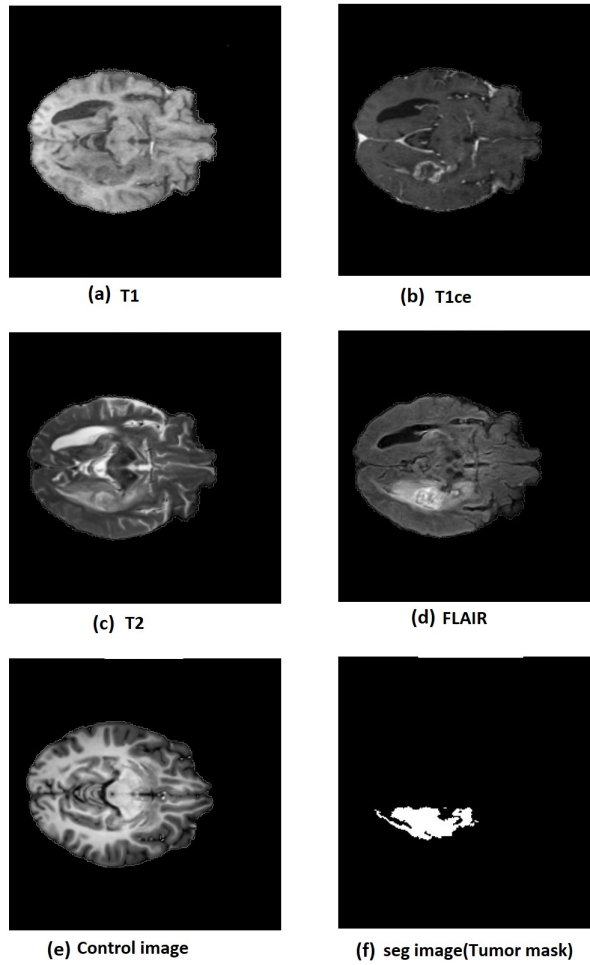 (a) T1
(b) T1ce
(c) T2
(d) FLAIR
(e) Control image
(f) seg image(Tumor mask)